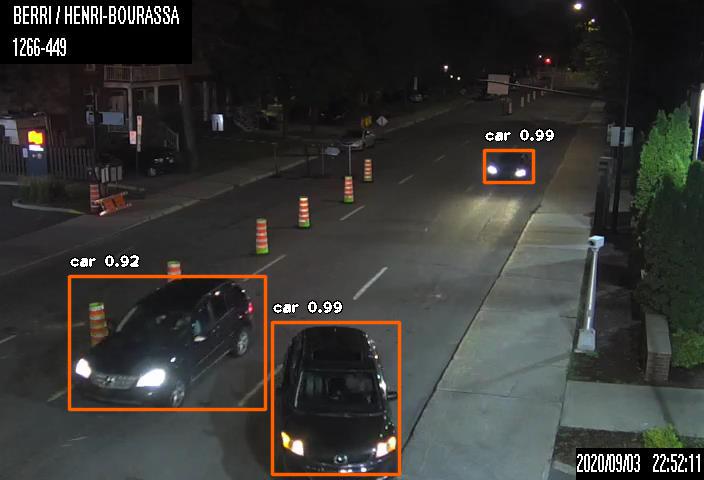 BERRI / HENRI-BOURASSA
1266-449
car 0.99
car 0.92
car 0.99
2020/09/03 22:52:11